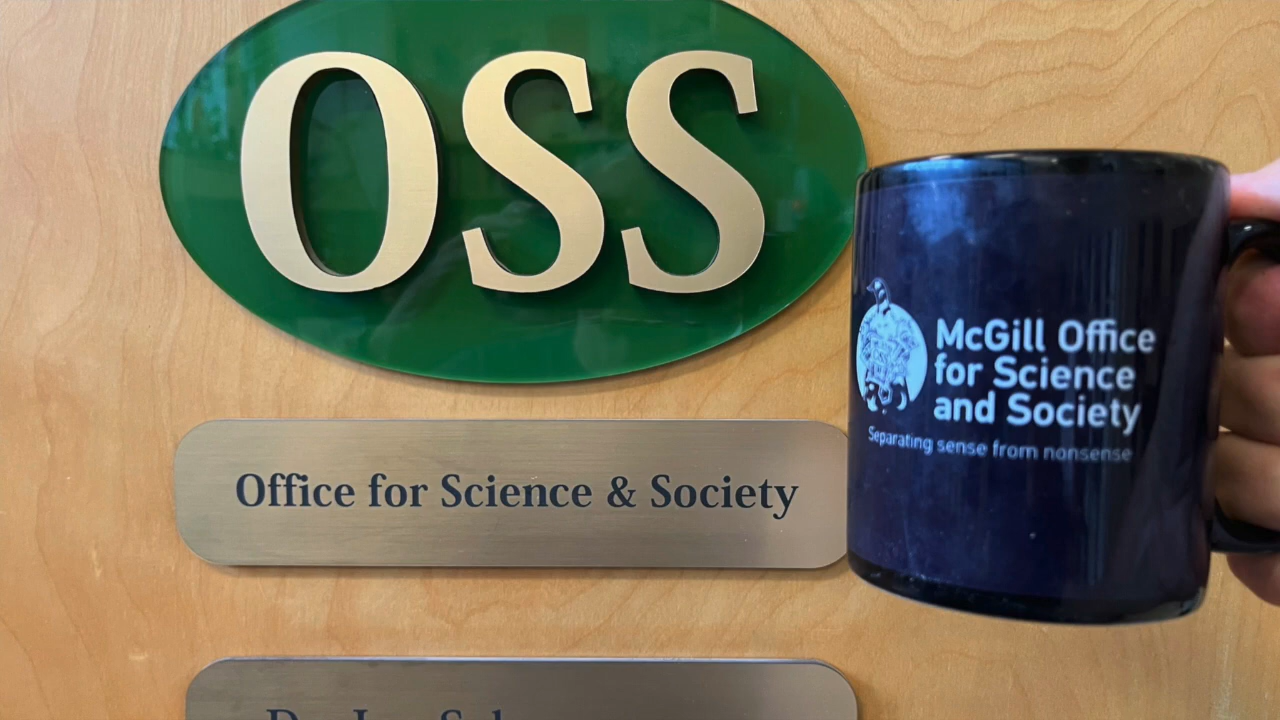 OSS
Office for Science & Society
McGill Office
for Science
and Society
Separating sense from nonsense